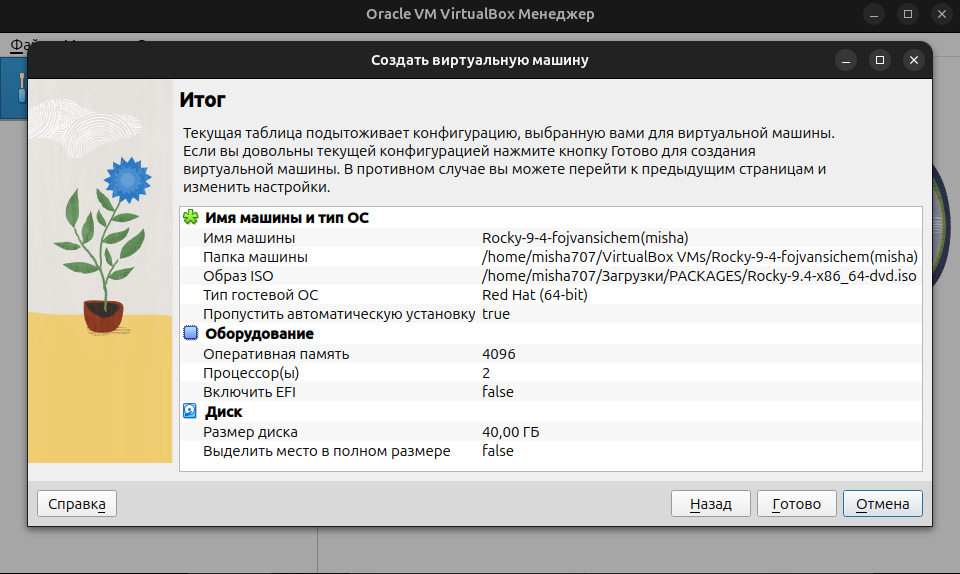 Oracle VM VirtualBox Менеджер
Создать виртуальную машину
Итог
Текущая таблица подытоживает конфигурацию, выбранную вами для виртуальной машины.
Если вы довольны текущей конфигурацией нажмите кнопку Готово для создания
виртуальной машины. В противном случае вы можете перейти к предыдущим страницам и
изменить настройки.
Имя машины и тип ОС
Имя машины Rocky-9-4-fojvansichem(misha)
Папка машины /home/misha707/VirtualBox VMs/Rocky-9-4-fojvansichem(misha)
Образ ISO /home/misha707/Загрузки/PACKAGES/Rocky-9.4-x86_64-dvd.iso
Тип гостевой ОС Red Hat (64-bit)
Пропустить автоматическую установку true
Оборудование
Оперативная память 4096
Процессор(ы) 2
Включить EFI false
Диск
Размер диска 40,00 ГБ
Выделить место в полном размере false
Справка Назад Готово Отмена